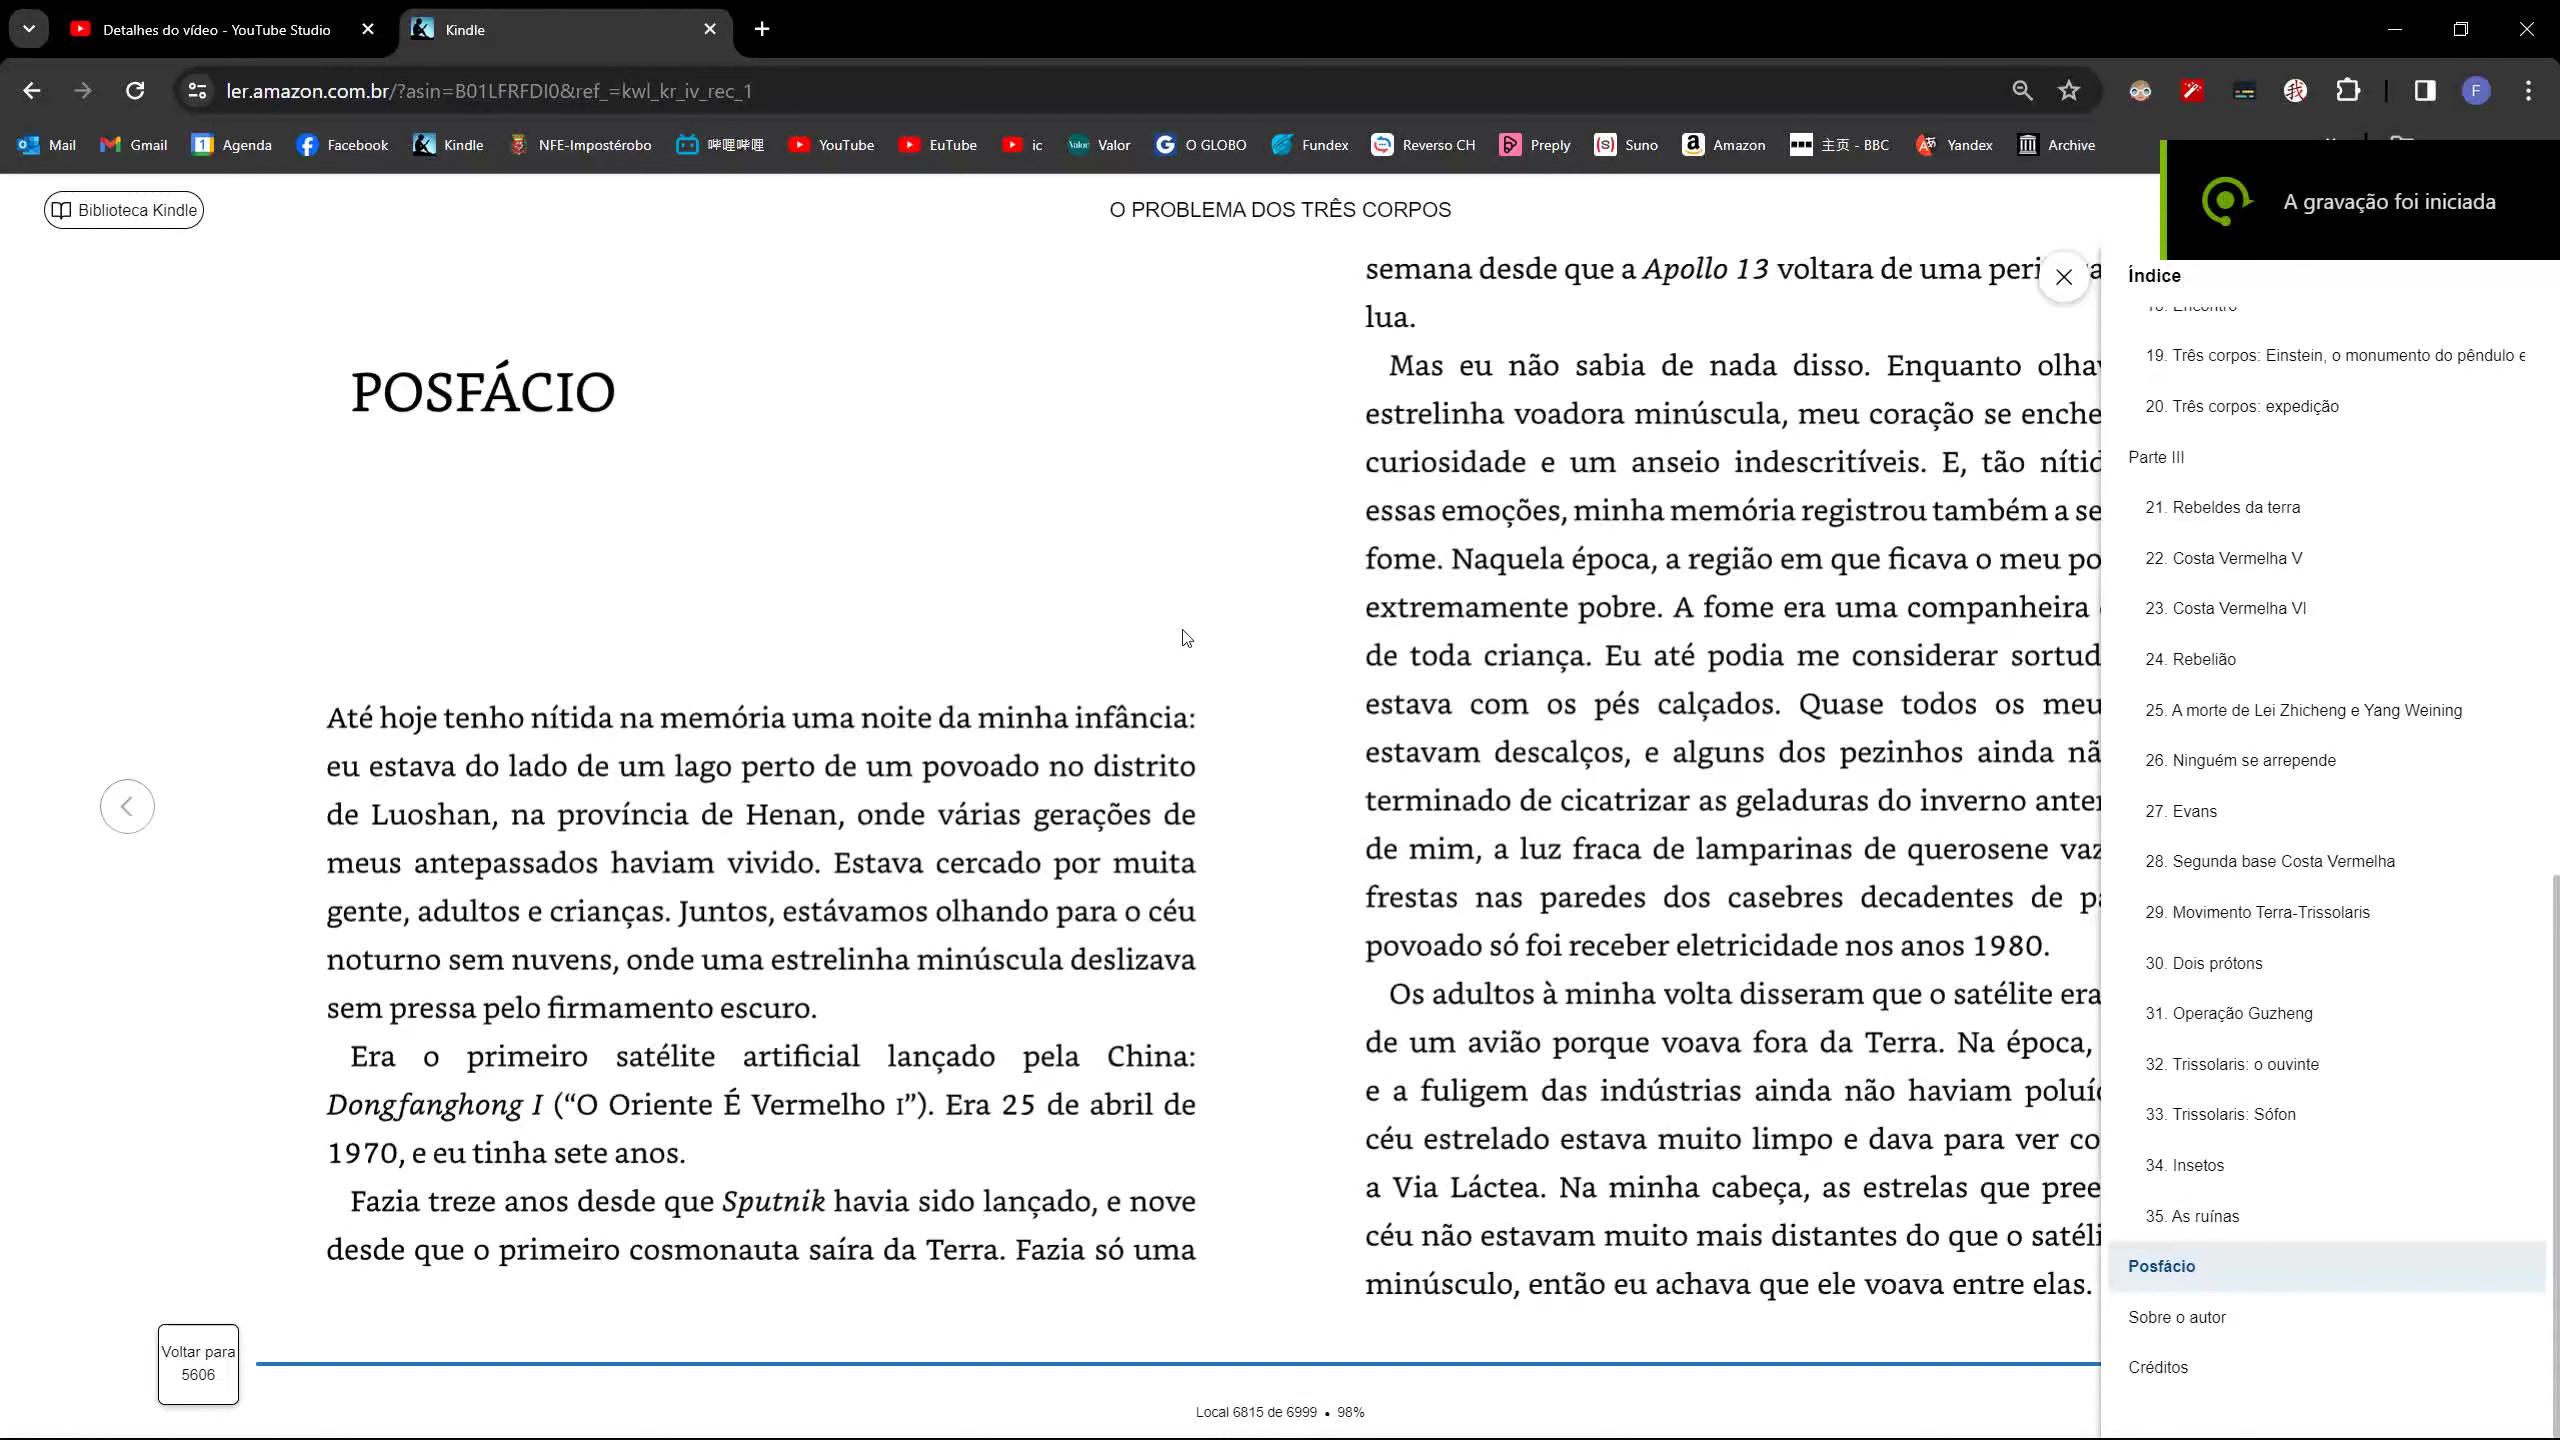 Detalhes do vídeo - YouTube Studio
Kindle
ler.amazon.com.br/?asin=B01LFRFDI0&ref_=kwl_kr_iv_rec_1
F
Mail
Gmail
Agenda
Facebook
Kindle
NFE-Impostérobo
哔哩哔哩
YouTube
EuTube
ic
Valor
O GLOBO
Fundex
Reverso CH
Preply
Suno
Amazon
主页 - BBC
Yandex
Archive
A gravação foi iniciada
Biblioteca Kindle
O PROBLEMA DOS TRÊS CORPOS
POSFÁCIO
Até hoje tenho nítida na memória uma noite da minha infância:
eu estava do lado de um lago perto de um povoado no distrito
de Luoshan, na província de Henan, onde várias gerações de
meus antepassados haviam vivido. Estava cercado por muita
gente, adultos e crianças. Juntos, estávamos olhando para o céu
noturno sem nuvens, onde uma estrelinha minúscula deslizava
sem pressa pelo firmamento escuro.
Era o primeiro satélite artificial lançado pela China:
Dongfanghong I (“O Oriente É Vermelho I”). Era 25 de abril de
1970, e eu tinha sete anos.
Fazia treze anos desde que Sputnik havia sido lançado, e nove
desde que o primeiro cosmonauta saíra da Terra. Fazia só uma
semana desde que a Apollo 13 voltara de uma peri
lua.
Mas eu não sabia de nada disso. Enquanto olha
estrelinha voadora minúscula, meu coração se enche
curiosidade e um anseio indescritíveis. E, tão nítid
essas emoções, minha memória registrou também a se
fome. Naquela época, a região em que ficava o meu po
extremamente pobre. A fome era uma companheira
de toda criança. Eu até podia me considerar sortud
estava com os pés calçados. Quase todos os meu
estavam descalços, e alguns dos pezinhos ainda nã
terminado de cicatrizar as geladuras do inverno ante
de mim, a luz fraca de lamparinas de querosene vaz
frestas nas paredes dos casebres decadentes de p
povoado só foi receber eletricidade nos anos 1980.
Os adultos à minha volta disseram que o satélite era
de um avião porque voava fora da Terra. Na época,
e a fuligem das indústrias ainda não haviam poluí
céu estrelado estava muito limpo e dava para ver co
a Via Láctea. Na minha cabeça, as estrelas que pree
céu não estavam muito mais distantes do que o satéli
minúsculo, então eu achava que ele voava entre elas.
Índice
18. Encontro
19. Três corpos: Einstein, o monumento do pêndulo e
20. Três corpos: expedição
Parte III
21. Rebeldes da terra
22. Costa Vermelha V
23. Costa Vermelha VI
24. Rebelião
25. A morte de Lei Zhicheng e Yang Weining
26. Ninguém se arrepende
27. Evans
28. Segunda base Costa Vermelha
29. Movimento Terra-Trissolaris
30. Dois prótons
31. Operação Guzheng
32. Trissolaris: o ouvinte
33. Trissolaris: Sófon
34. Insetos
35. As ruínas
Posfácio
Sobre o autor
Créditos
Voltar para
5606
Local 6815 de 6999 • 98%